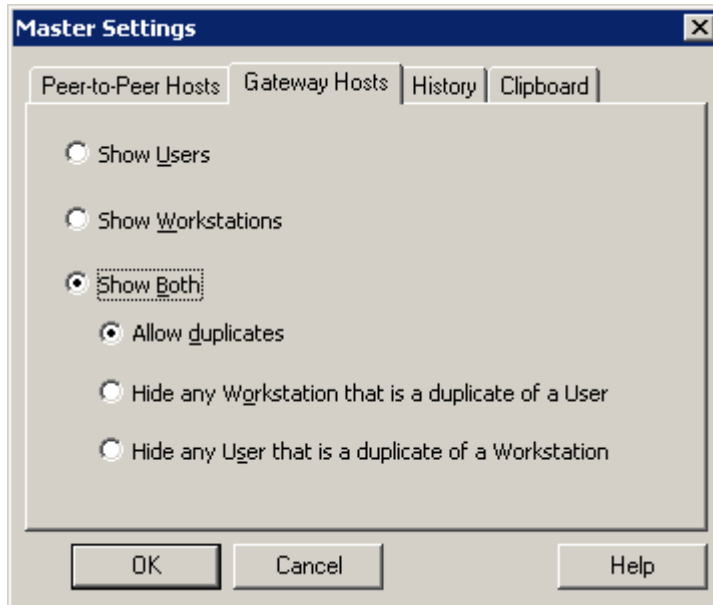 Master Settings
Peer-to-Peer Hosts Gateway Hosts History Clipboard
Show Users
Show Workstations
Show Both
Allow duplicates
Hide any Workstation that is a duplicate of a User
Hide any User that is a duplicate of a Workstation
OK Cancel Help